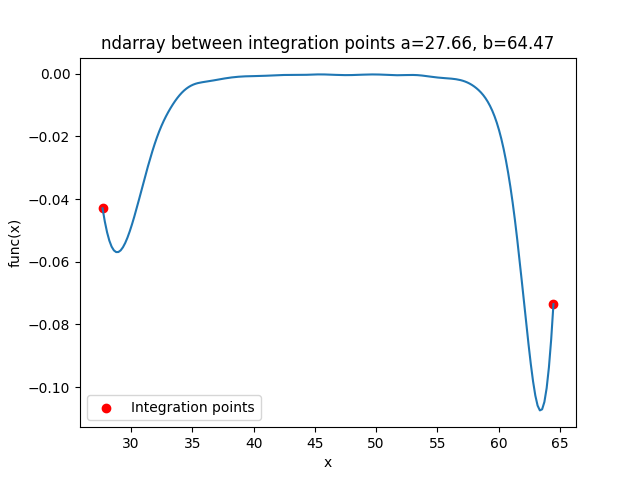 ndarray between integration points a=27.66, b=64.47
0.00
−0.02
−0.04
−0.06
−0.08
−0.10
func(x)
Integration points
30 35 40 45 50 55 60 65
x